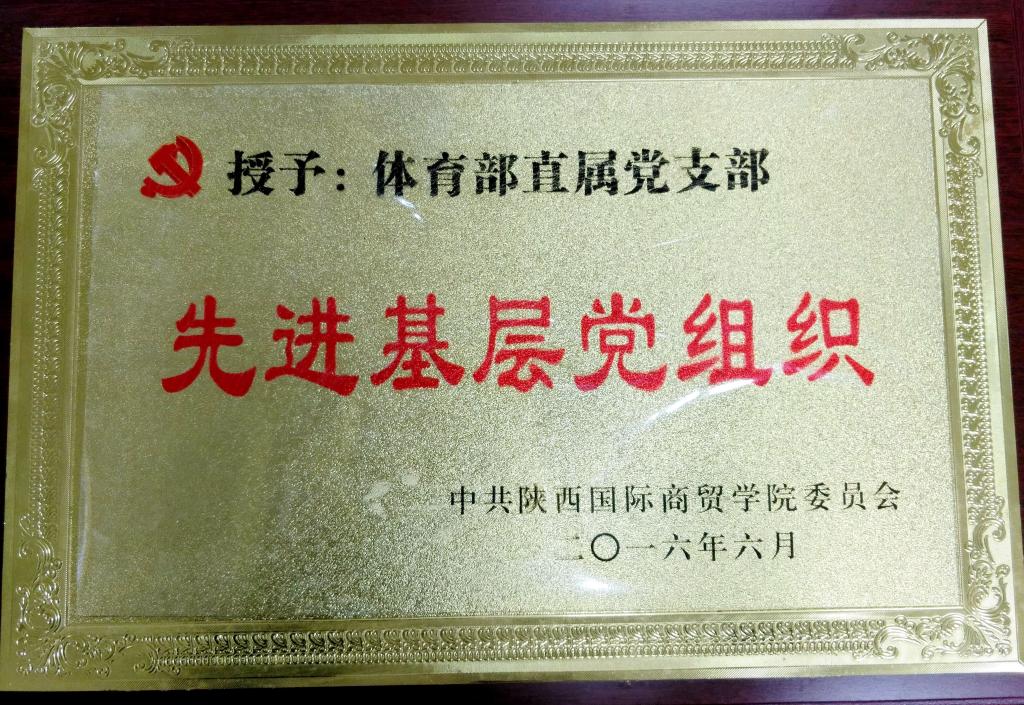 授予：体育部直属党支部
先进基层党组织
中共陕西国际商贸学院委员会
二〇一六年六月